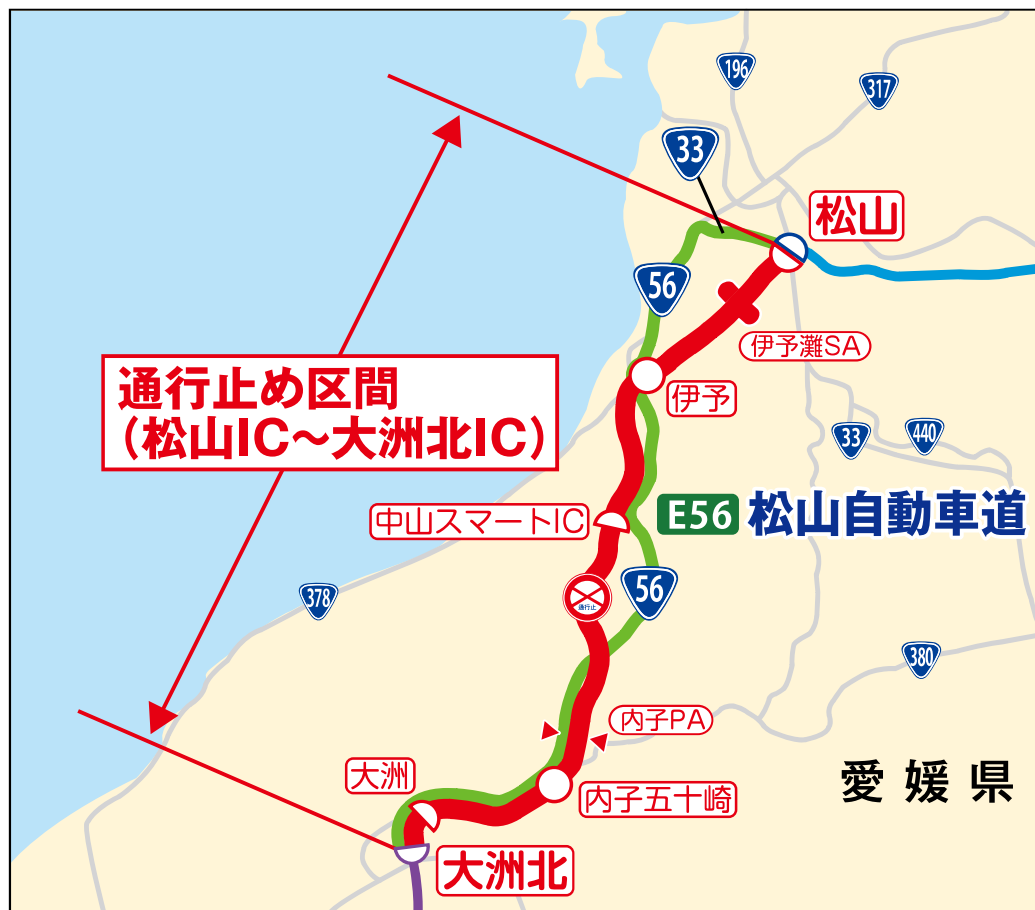 196
317
33
松山
56
伊予灘SA
通行止め区間
（松山IC～大洲北IC）
伊予
33
440
中山スマートIC
E56 松山自動車道
378
通行止
56
380
内子PA
大洲
内子五十崎
愛媛県
大洲北